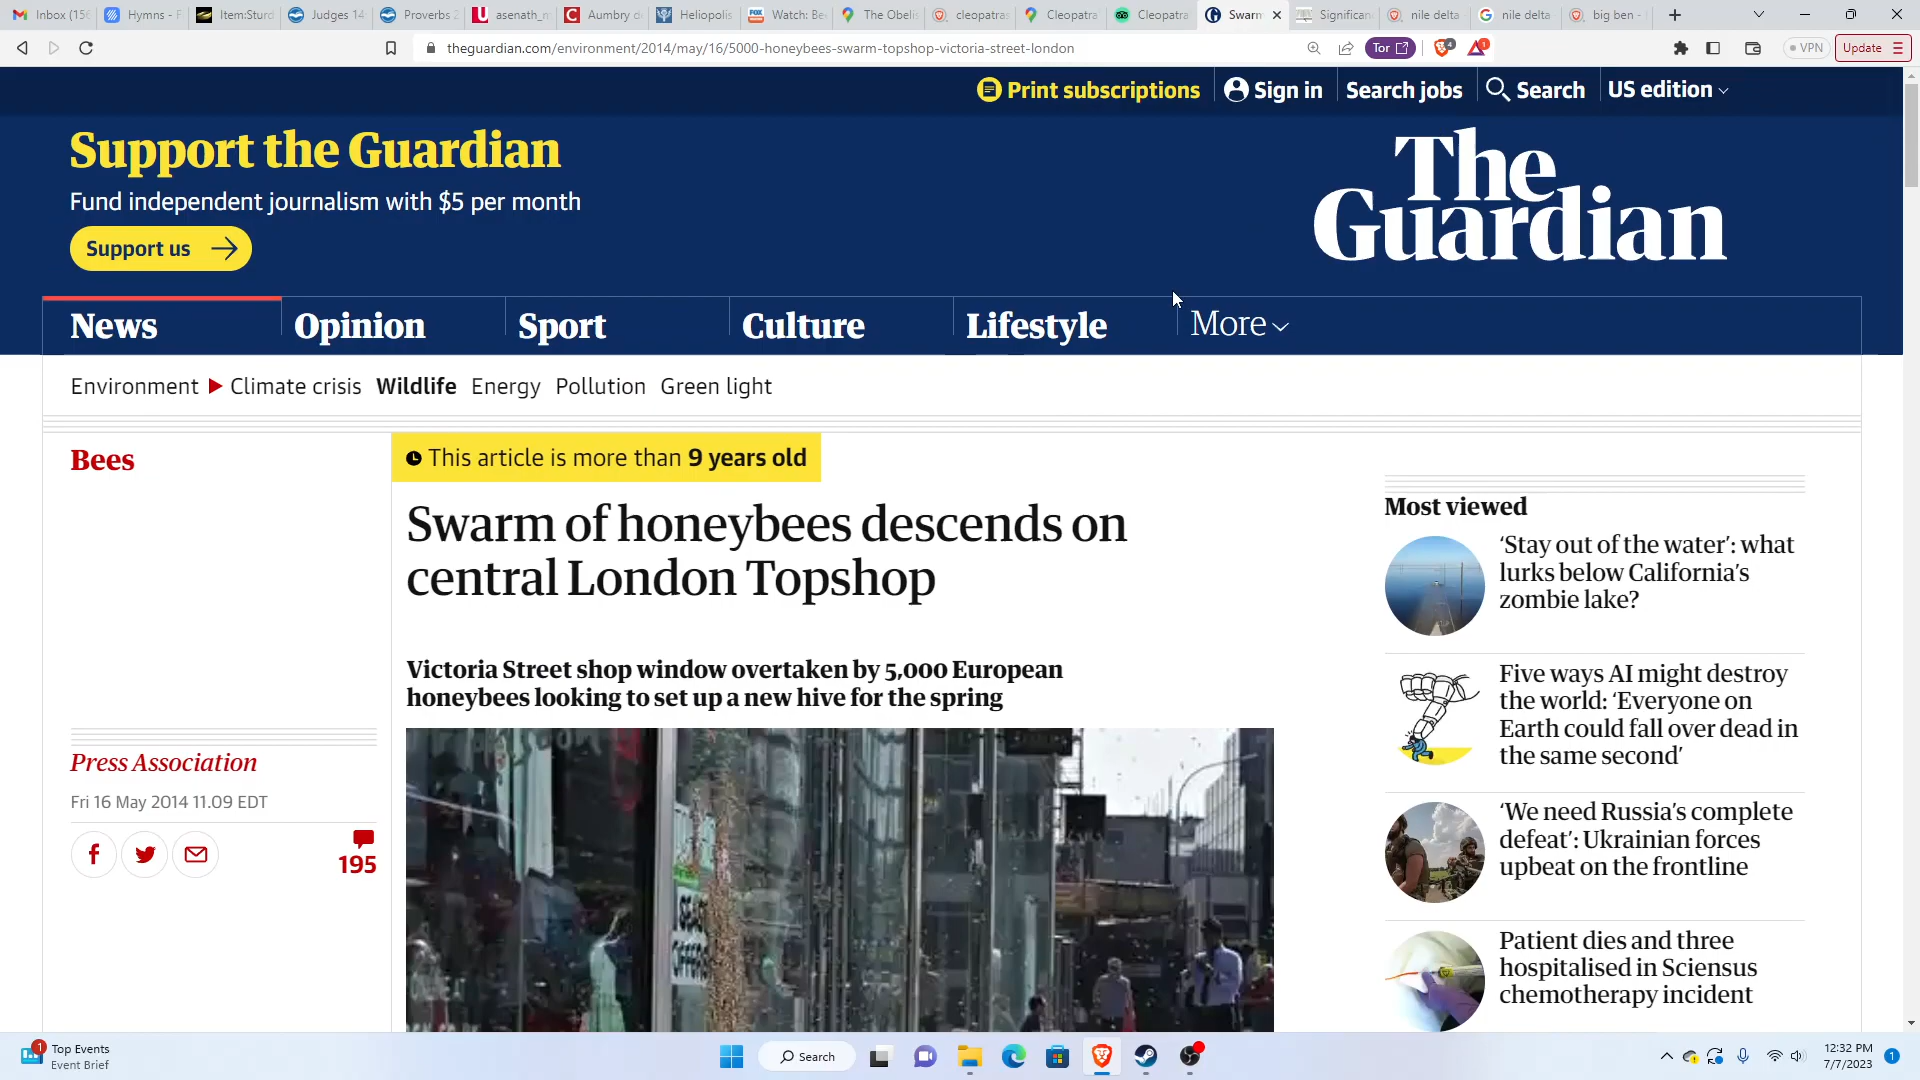 Inbox (15
Hymns - F
Item:Sturd
Judges 14
Proverbs 2
asenath_m
Aumbry d
Heliopolis
Watch: Be
The Obeli
cleopatra
Cleopatra
Cleopatra
Swarm
Significan
nile delta
nile delta
big ben -
theguardian.com/environment/2014/may/16/5000-honeybees-swarm-topshop-victoria-street-london
Tor
4
1
VPN
Update
Print subscriptions
Sign in
Search jobs
Search
US edition
Support the Guardian
Fund independent journalism with $5 per month
Support us
The
Guardian
News
Opinion
Sport
Culture
Lifestyle
More
Environment
Climate crisis
Wildlife
Energy
Pollution
Green light
Bees
This article is more than 9 years old
Swarm of honeybees descends on
central London Topshop
Victoria Street shop window overtaken by 5,000 European
honeybees looking to set up a new hive for the spring
Press Association
Fri 16 May 2014 11.09 EDT
195
Most viewed
‘Stay out of the water’: what
lurks below California’s
zombie lake?
Five ways AI might destroy
the world: ‘Everyone on
Earth could fall over dead in
the same second’
‘We need Russia’s complete
defeat’: Ukrainian forces
upbeat on the frontline
Patient dies and three
hospitalised in Sciensus
chemotherapy incident
1
Top Events
Event Brief
Search
12:32 PM
7/7/2023
1